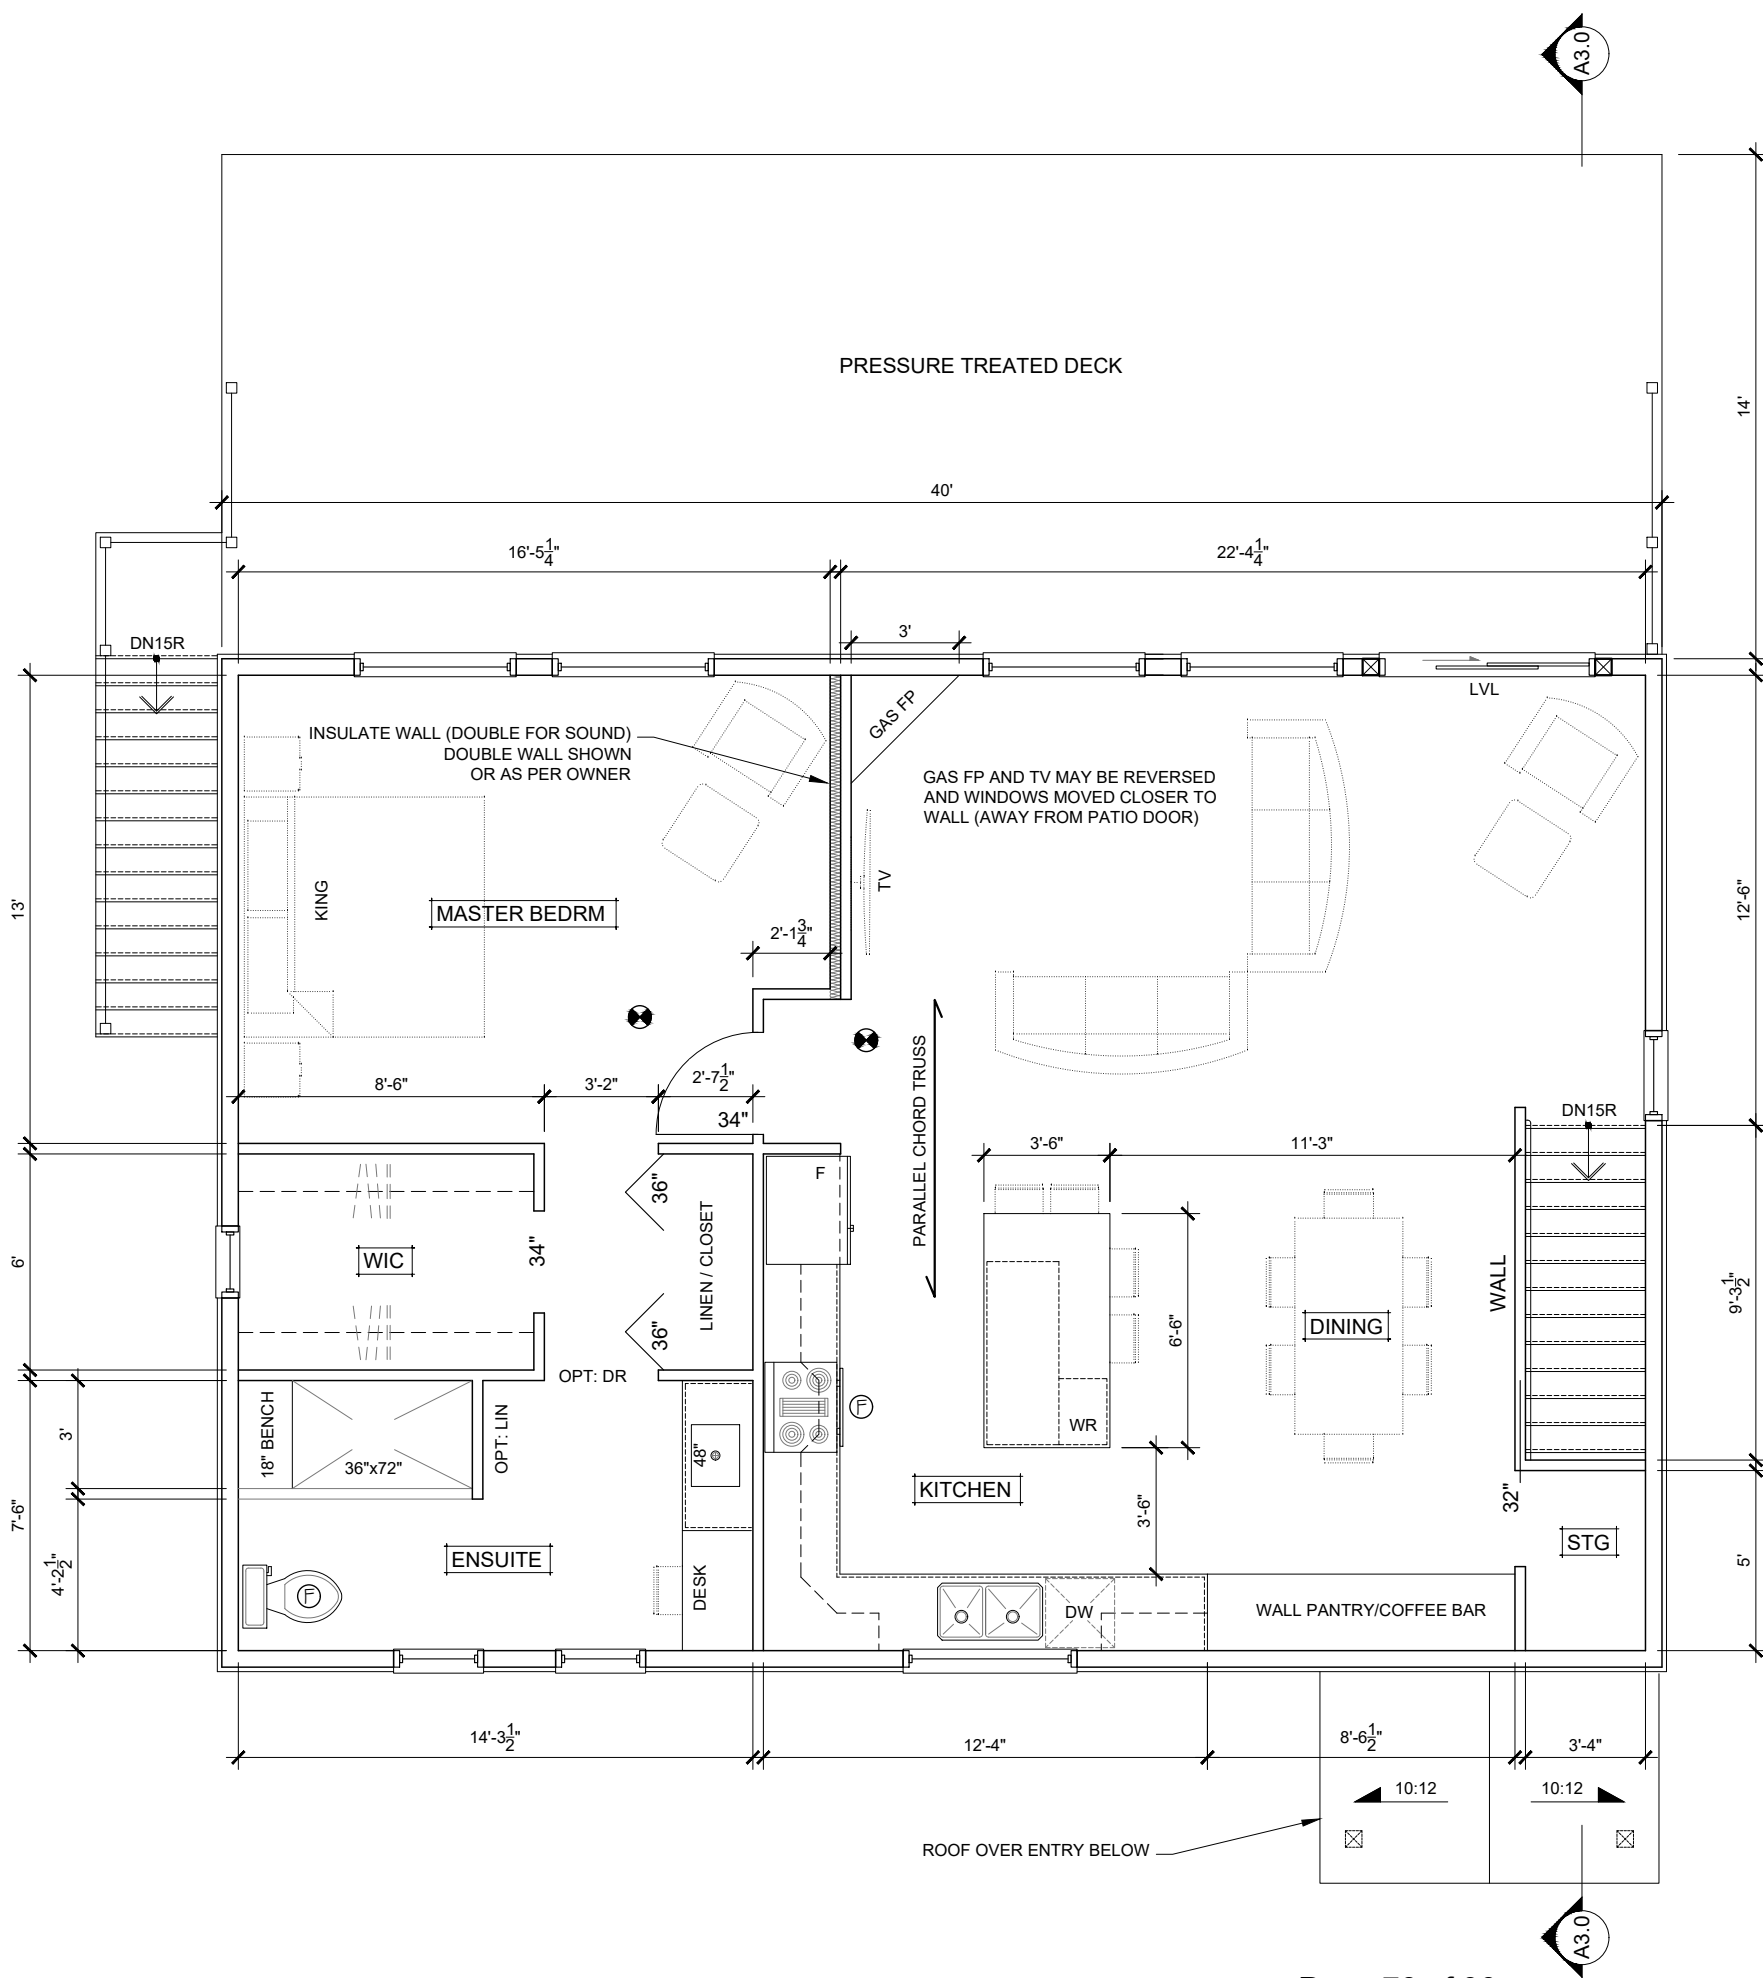 A3.0
PRESSURE TREATED DECK
14'
40'
16'-5 1/4"
22'-4 1/4"
3'
DN15R
LVL
GAS FP
INSULATE WALL (DOUBLE FOR SOUND)
DOUBLE WALL SHOWN
OR AS PER OWNER
GAS FP AND TV MAY BE REVERSED
AND WINDOWS MOVED CLOSER TO
WALL (AWAY FROM PATIO DOOR)
13'
KING
MASTER BEDRM
TV
12'-6"
2'-1 3/4"
PARALLEL CHORD TRUSS
8'-6"
3'-2"
2'-7 1/2"
34"
DN15R
3'-6"
11'-3"
F
36"
LINEN / CLOSET
36"
6'
WIC
34"
WALL
9'-3 1/2"
6'-6"
DINING
OPT: DR
18" BENCH
36"x72"
OPT: LIN
48"
F
WR
3'
KITCHEN
3'-6"
32"
7'-6"
4'-2 1/2"
ENSUITE
F
DESK
STG
5'
DW
WALL PANTRY/COFFEE BAR
14'-3 1/2"
12'-4"
8'-6 1/2"
3'-4"
10:12
10:12
ROOF OVER ENTRY BELOW
A3.0